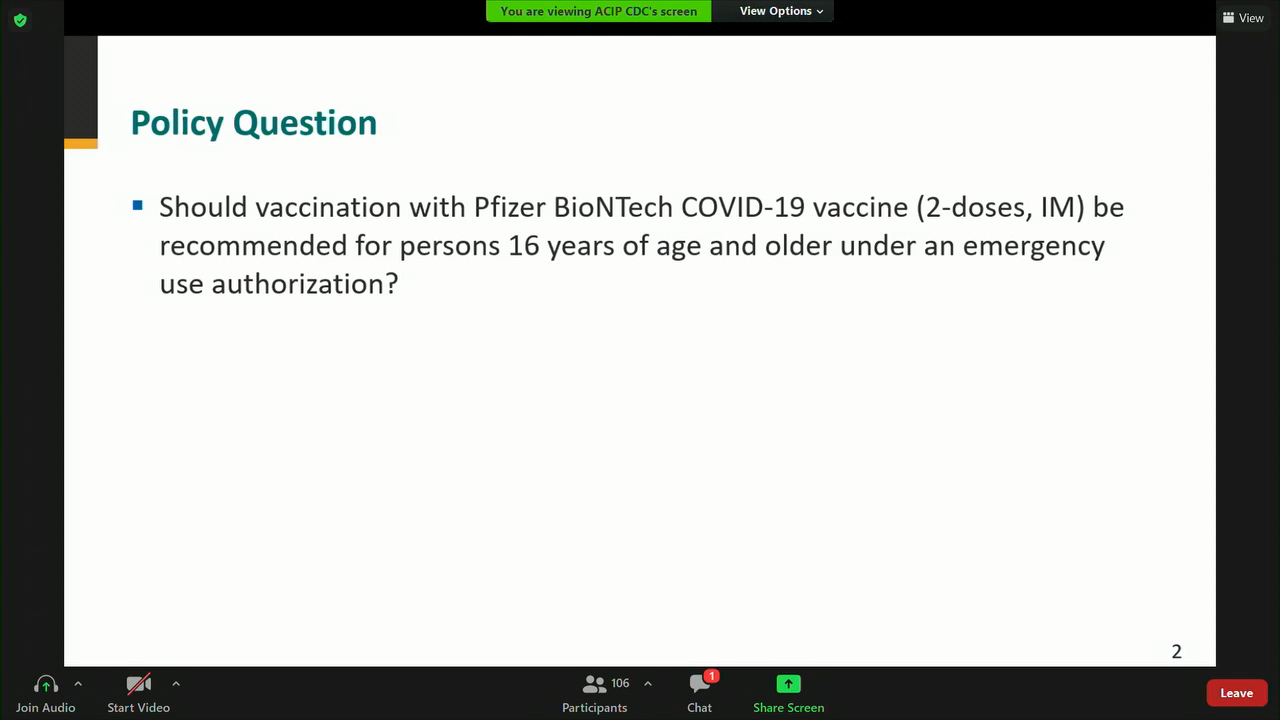 You are viewing ACIP CDC's screen
View Options
View
Policy Question
Should vaccination with Pfizer BioNTech COVID-19 vaccine (2-doses, IM) be
recommended for persons 16 years of age and older under an emergency
use authorization?
2
Join Audio
Start Video
106
Participants
1
Chat
Share Screen
Leave